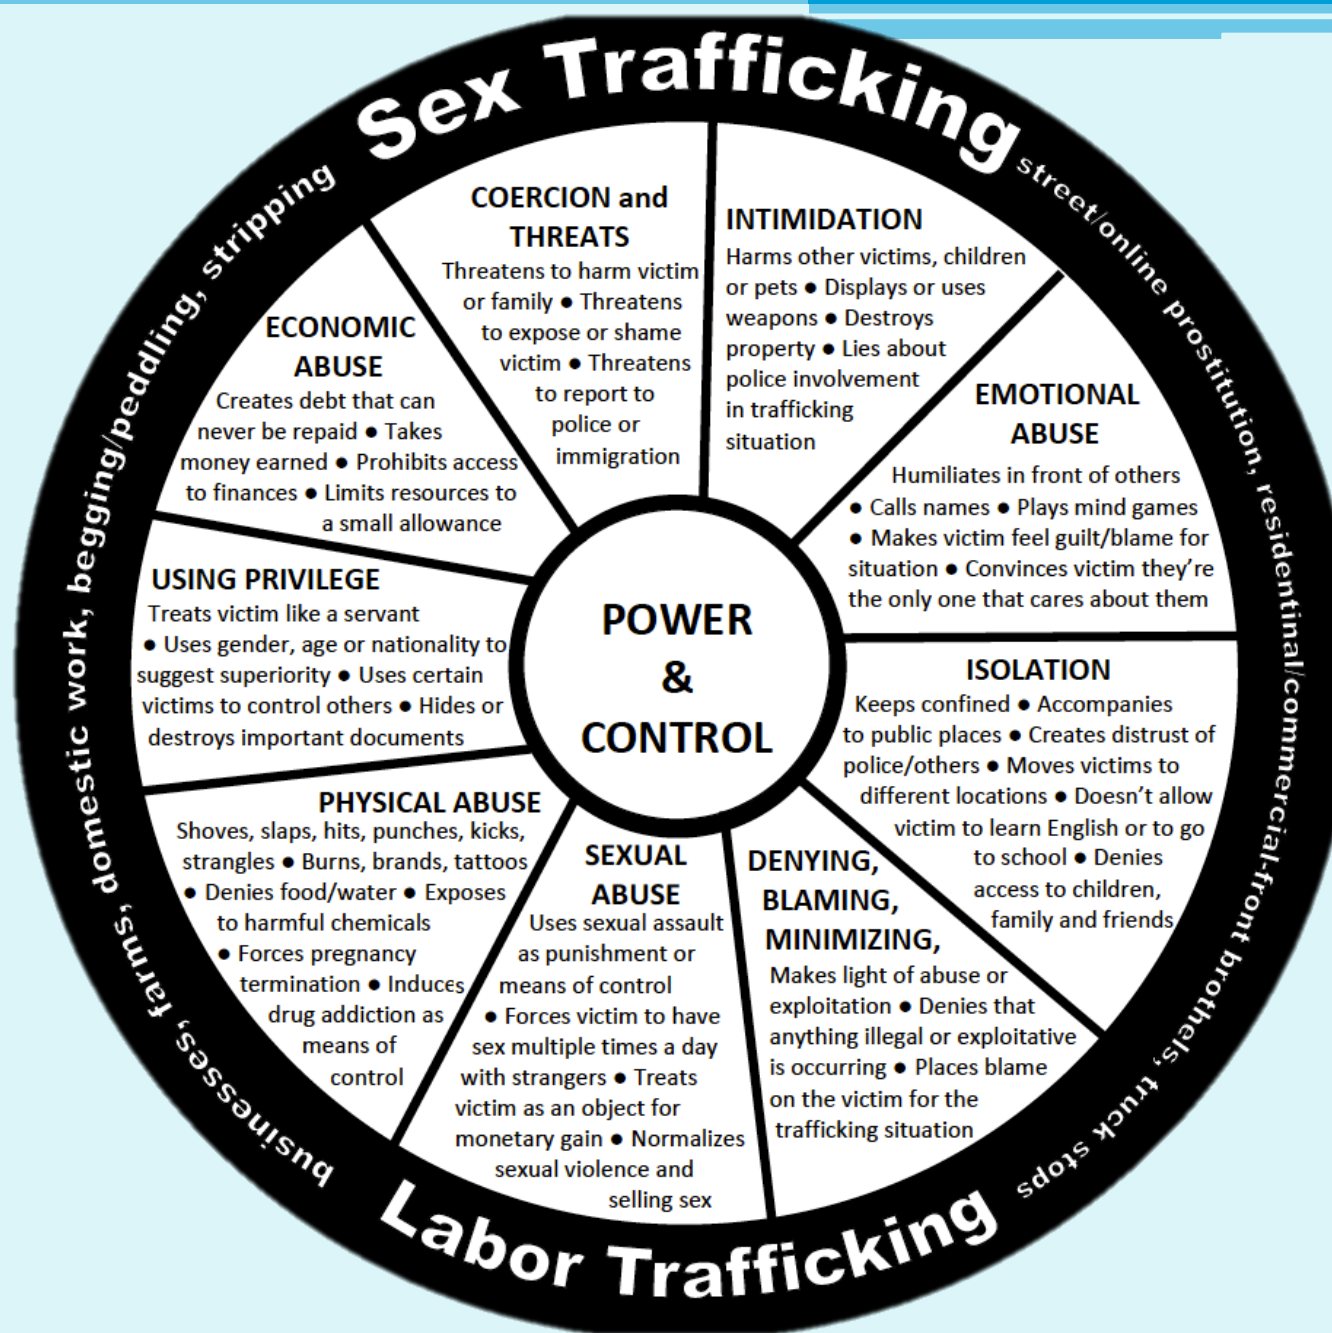 Sex Trafficking
street/online prostitution, residentinal/commercial-front brothels, truck stops
Labor Trafficking
businesses, farms, domestic work, begging/peddling, stripping
POWER
&
CONTROL
COERCION and
THREATS
Threatens to harm victim
or family ● Threatens
to expose or shame
victim ● Threatens
to report to
police or
immigration
INTIMIDATION
Harms other victims, children
or pets ● Displays or uses
weapons ● Destroys
property ● Lies about
police involvement
in trafficking
situation
EMOTIONAL
ABUSE
Humiliates in front of others
● Calls names ● Plays mind games
● Makes victim feel guilt/blame for
situation ● Convinces victim they're
the only one that cares about them
ISOLATION
Keeps confined ● Accompanies
to public places ● Creates distrust of
police/others ● Moves victims to
different locations ● Doesn't allow
victim to learn English or to go
to school ● Denies
access to children,
family and friends
DENYING,
BLAMING,
MINIMIZING,
Makes light of abuse or
exploitation ● Denies that
anything illegal or exploitative
is occurring ● Places blame
on the victim for the
trafficking situation
SEXUAL
ABUSE
Uses sexual assault
as punishment or
means of control
● Forces victim to have
sex multiple times a day
with strangers ● Treats
victim as an object for
monetary gain ● Normalizes
sexual violence and
selling sex
PHYSICAL ABUSE
Shoves, slaps, hits, punches, kicks,
strangles ● Burns, brands, tattoos
● Denies food/water ● Exposes
to harmful chemicals
● Forces pregnancy
termination ● Induces
drug addiction as
means of
control
USING PRIVILEGE
Treats victim like a servant
● Uses gender, age or nationality to
suggest superiority ● Uses certain
victims to control others ● Hides or
destroys important documents
ECONOMIC
ABUSE
Creates debt that can
never be repaid ● Takes
money earned ● Prohibits access
to finances ● Limits resources to
a small allowance